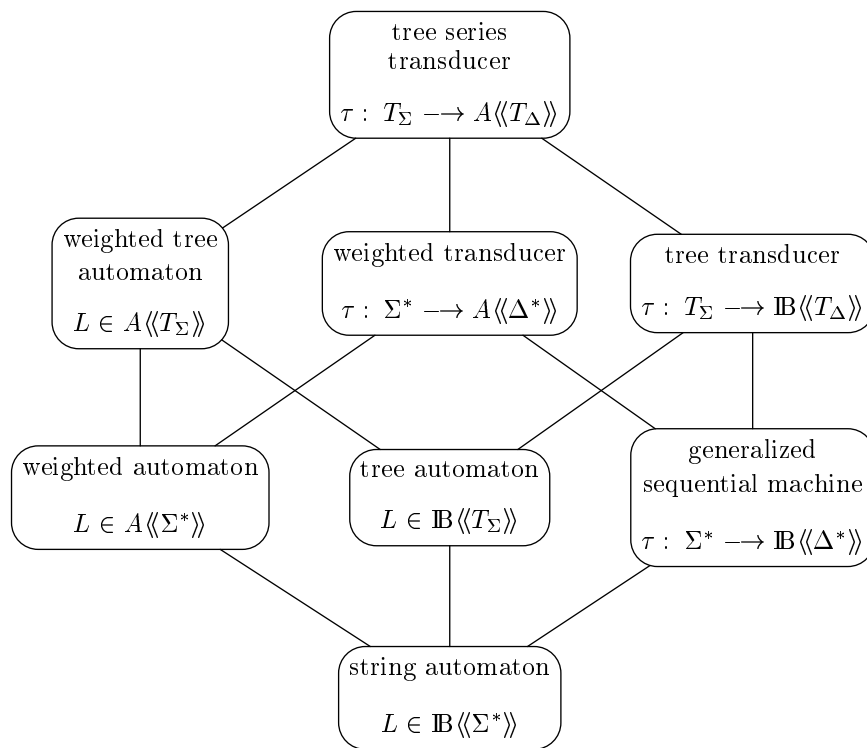 tree series
transducer
τ : T_Σ ⟶ A⟨⟨T_Δ⟩⟩
weighted tree
automaton
L ∈ A⟨⟨T_Σ⟩⟩
weighted transducer
τ : Σ* ⟶ A⟨⟨Δ*⟩⟩
tree transducer
τ : T_Σ ⟶ 𝔹⟨⟨T_Δ⟩⟩
weighted automaton
L ∈ A⟨⟨Σ*⟩⟩
tree automaton
L ∈ 𝔹⟨⟨T_Σ⟩⟩
generalized
sequential machine
τ : Σ* ⟶ 𝔹⟨⟨Δ*⟩⟩
string automaton
L ∈ 𝔹⟨⟨Σ*⟩⟩